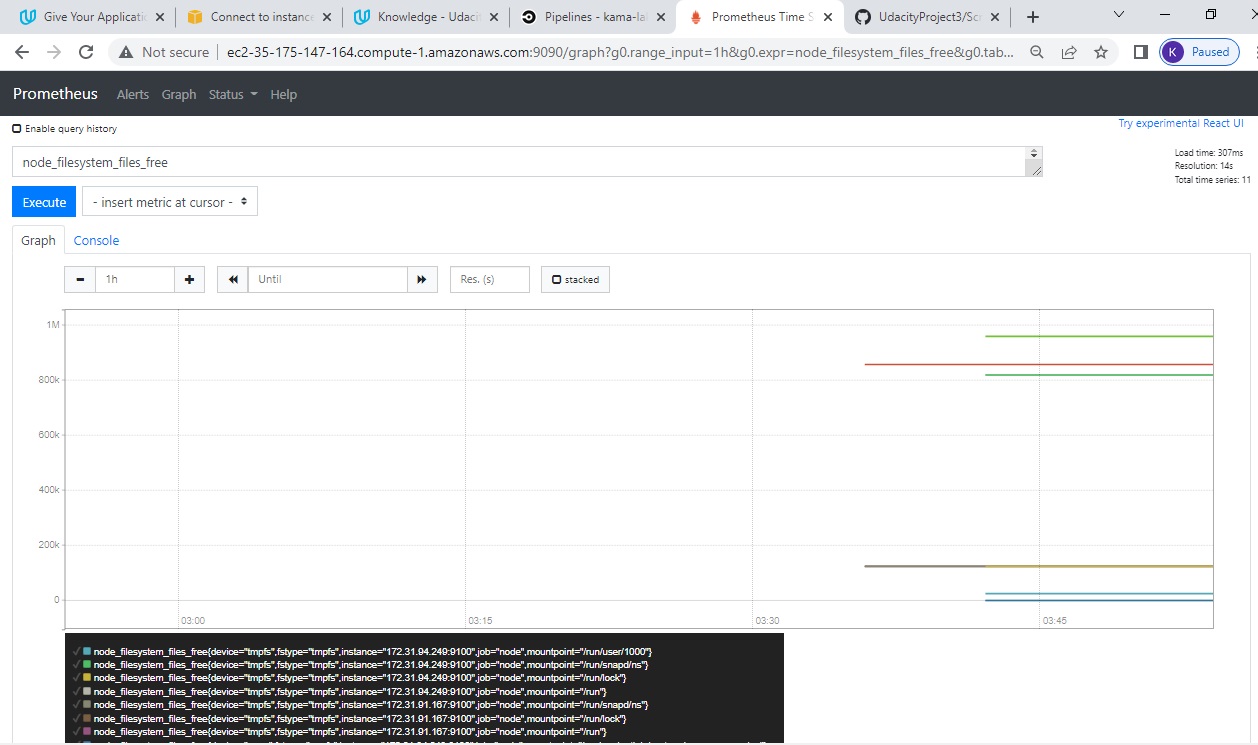 Give Your Applicati
Connect to instance
Knowledge - Udacit
Pipelines - kama-la
Prometheus Time S
UdacityProject3/Scr
Not secure
ec2-35-175-147-164.compute-1.amazonaws.com:9090/graph?g0.range_input=1h&g0.expr=node_filesystem_files_free&g0.tab...
K Paused
Prometheus Alerts Graph Status Help
Enable query history
Try experimental React UI
node_filesystem_files_free
Load time: 307ms
Resolution: 14s
Total time series: 11
Execute
- insert metric at cursor -
Graph Console
1h
Until
Res. (s)
stacked
1M
800k
600k
400k
200k
0
03:00 03:15 03:30 03:45
node_filesystem_files_free{device="tmpfs",fstype="tmpfs",instance="172.31.94.249:9100",job="node",mountpoint="/run/user/1000"}
node_filesystem_files_free{device="tmpfs",fstype="tmpfs",instance="172.31.94.249:9100",job="node",mountpoint="/run/snapd/ns"}
node_filesystem_files_free{device="tmpfs",fstype="tmpfs",instance="172.31.94.249:9100",job="node",mountpoint="/run/lock"}
node_filesystem_files_free{device="tmpfs",fstype="tmpfs",instance="172.31.94.249:9100",job="node",mountpoint="/run"}
node_filesystem_files_free{device="tmpfs",fstype="tmpfs",instance="172.31.91.167:9100",job="node",mountpoint="/run/snapd/ns"}
node_filesystem_files_free{device="tmpfs",fstype="tmpfs",instance="172.31.91.167:9100",job="node",mountpoint="/run/lock"}
node_filesystem_files_free{device="tmpfs",fstype="tmpfs",instance="172.31.91.167:9100",job="node",mountpoint="/run"}